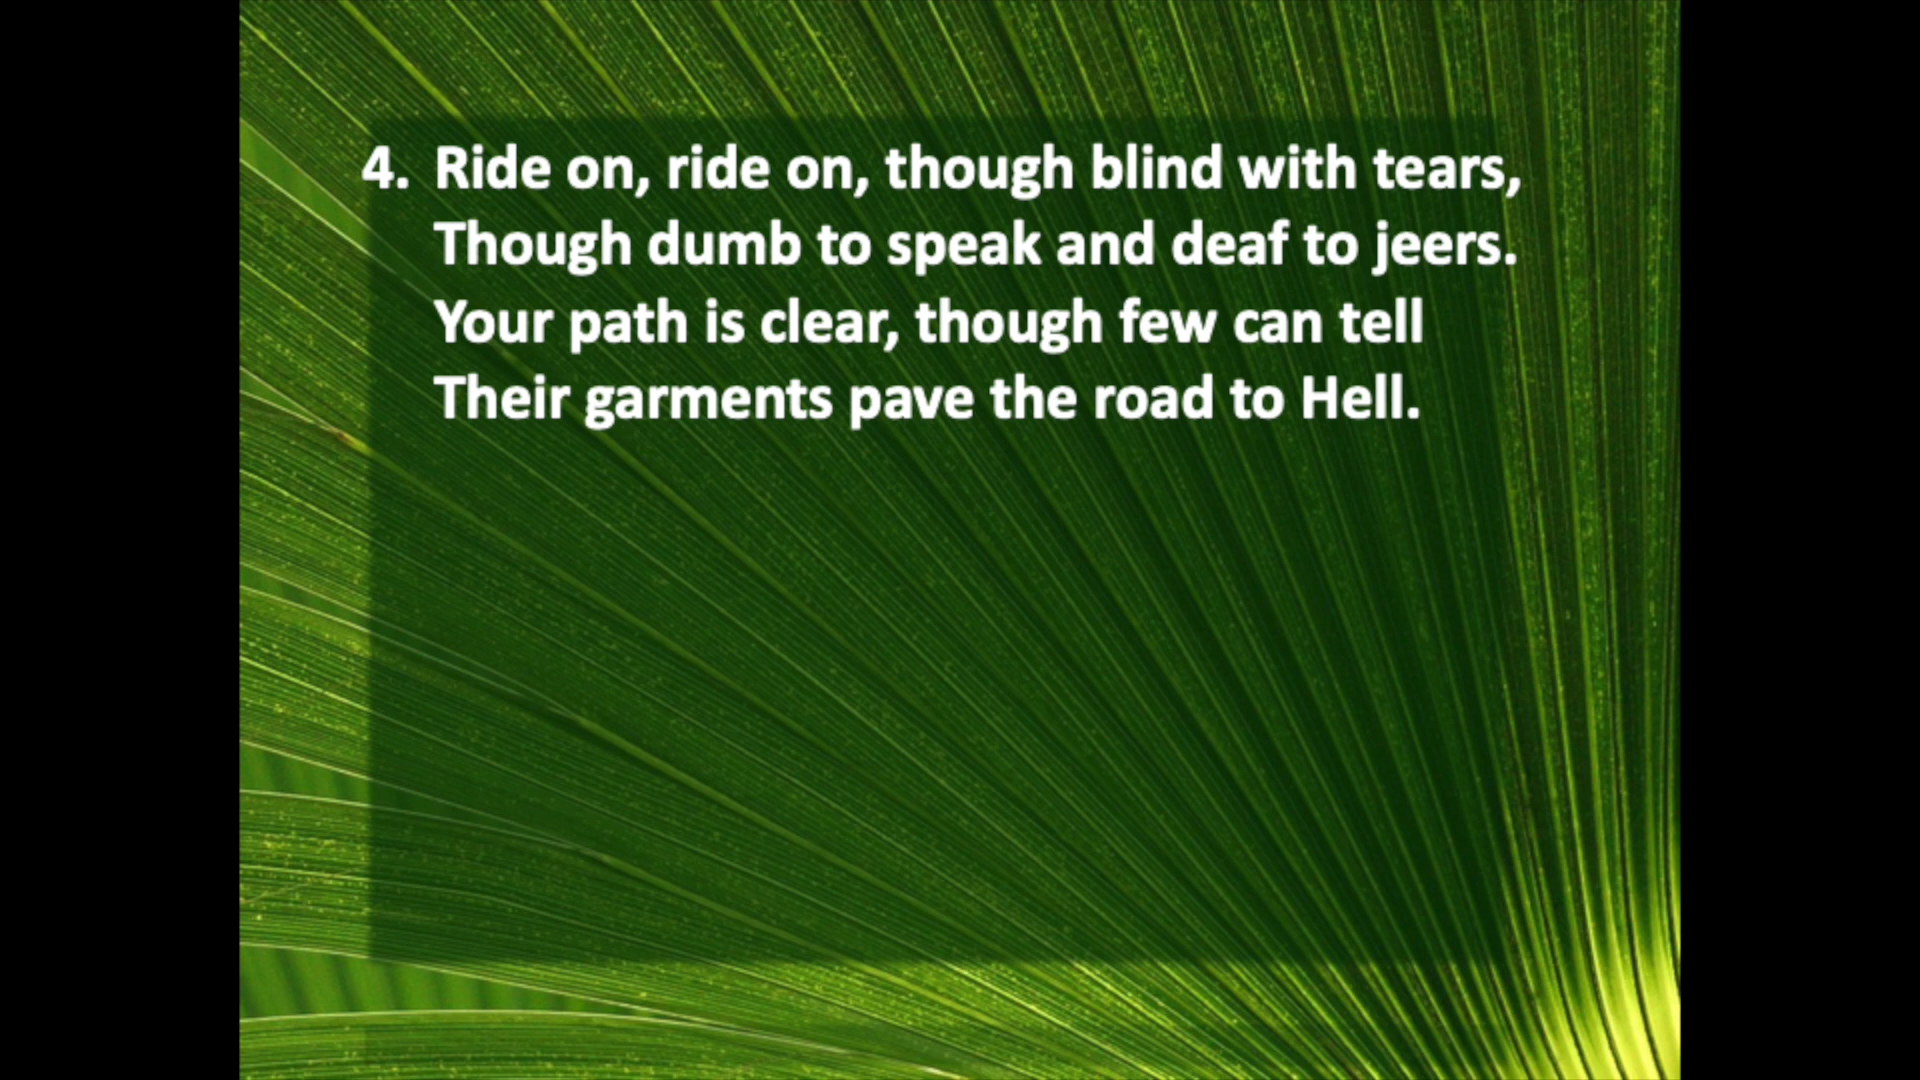 4. Ride on, ride on, though blind with tears,
Though dumb to speak and deaf to jeers.
Your path is clear, though few can tell
Their garments pave the road to Hell.